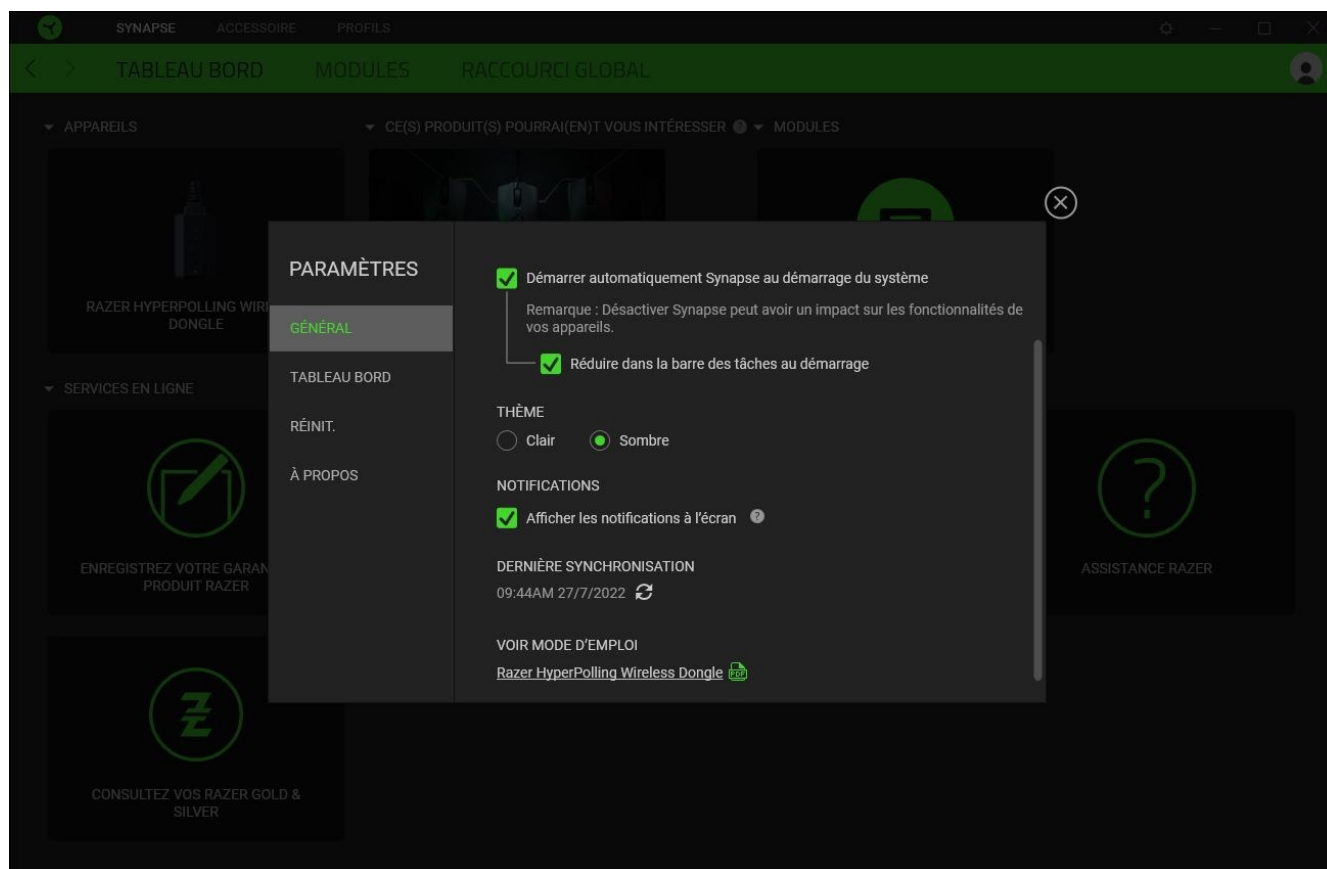 SYNAPSE ACCESSOIRE PROFILS
TABLEAU BORD MODULES RACCOURCI GLOBAL
APPAREILS
CE(S) PRODUIT(S) POURRAI(EN)T VOUS INTÉRESSER ?
MODULES
RAZER HYPERPOLLING WIRE
DONGLE
SERVICES EN LIGNE
ENREGISTREZ VOTRE GARAN
PRODUIT RAZER
ASSISTANCE RAZER
CONSULTEZ VOS RAZER GOLD &
SILVER
PARAMÈTRES
GÉNÉRAL
TABLEAU BORD
RÉINIT.
À PROPOS
Démarrer automatiquement Synapse au démarrage du système
Remarque : Désactiver Synapse peut avoir un impact sur les fonctionnalités de
vos appareils.
Réduire dans la barre des tâches au démarrage
THÈME
Clair Sombre
NOTIFICATIONS
Afficher les notifications à l'écran ?
DERNIÈRE SYNCHRONISATION
09:44AM 27/7/2022
VOIR MODE D'EMPLOI
Razer HyperPolling Wireless Dongle PDF